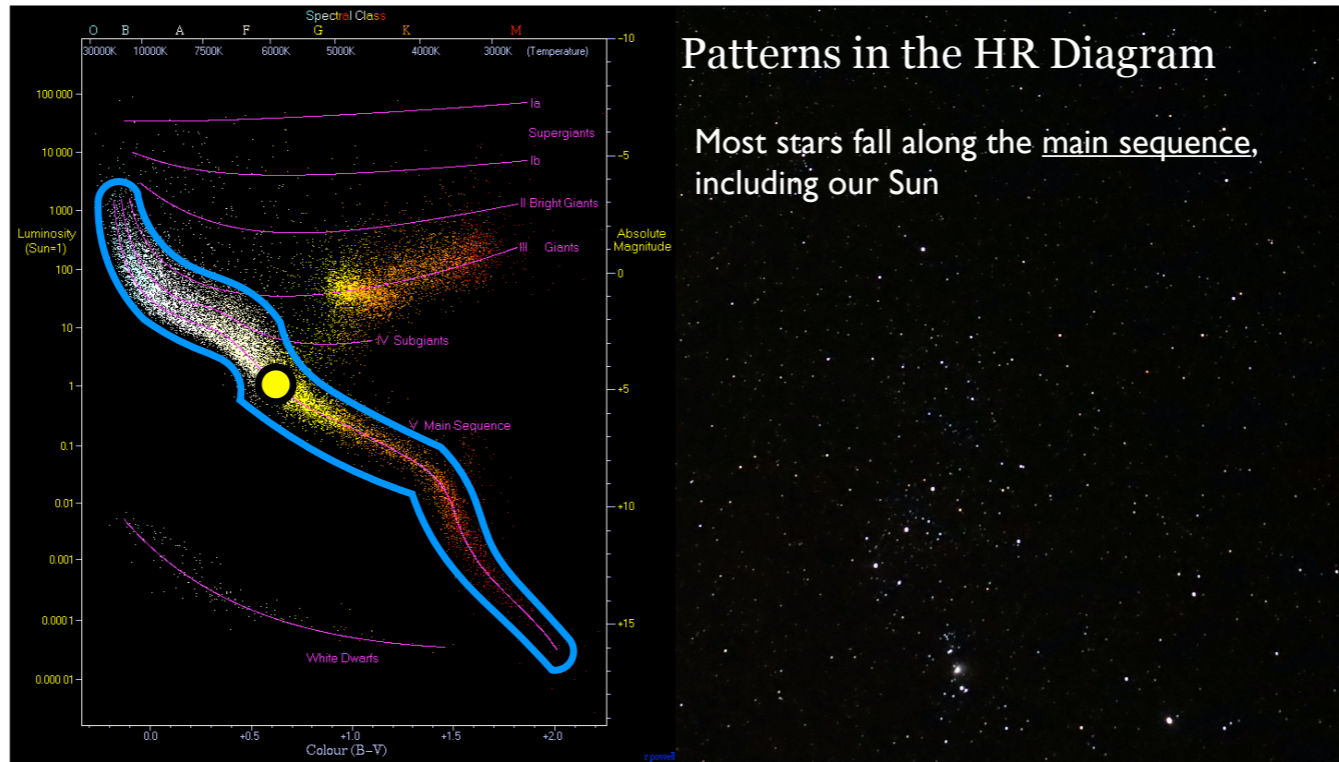 Spectral Class
O B A F G K M
30000K 10000K 7500K 6000K 5000K 4000K 3000K (Temperature)
-10
100 000
10 000
1 000
100
10
1
0.1
0.01
0.001
0.0001
0.000 01
Luminosity
(Sun=1)
Ia
Supergiants
Ib
II Bright Giants
III Giants
IV Subgiants
V Main Sequence
White Dwarfs
-5
Absolute
Magnitude
0
+5
+10
+15
0.0 +0.5 +1.0 +1.5 +2.0
Colour (B-V)
r powell
Patterns in the HR Diagram
Most stars fall along the main sequence,
including our Sun